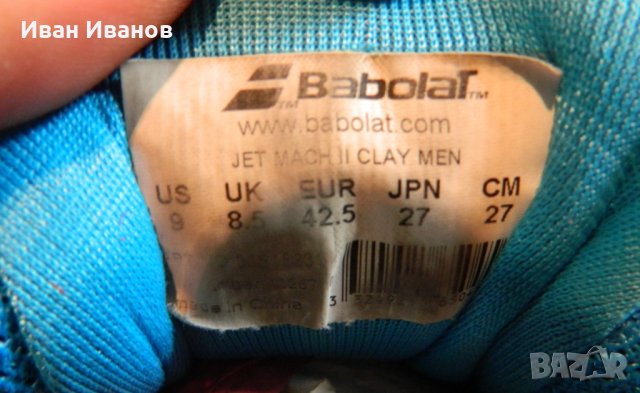 Иван Иванов
Babolat™
www.babolat.com
JET MACH II CLAY MEN
US UK EUR JPN CM
9 8.5 42.5 27 27
made in China
BAZAR